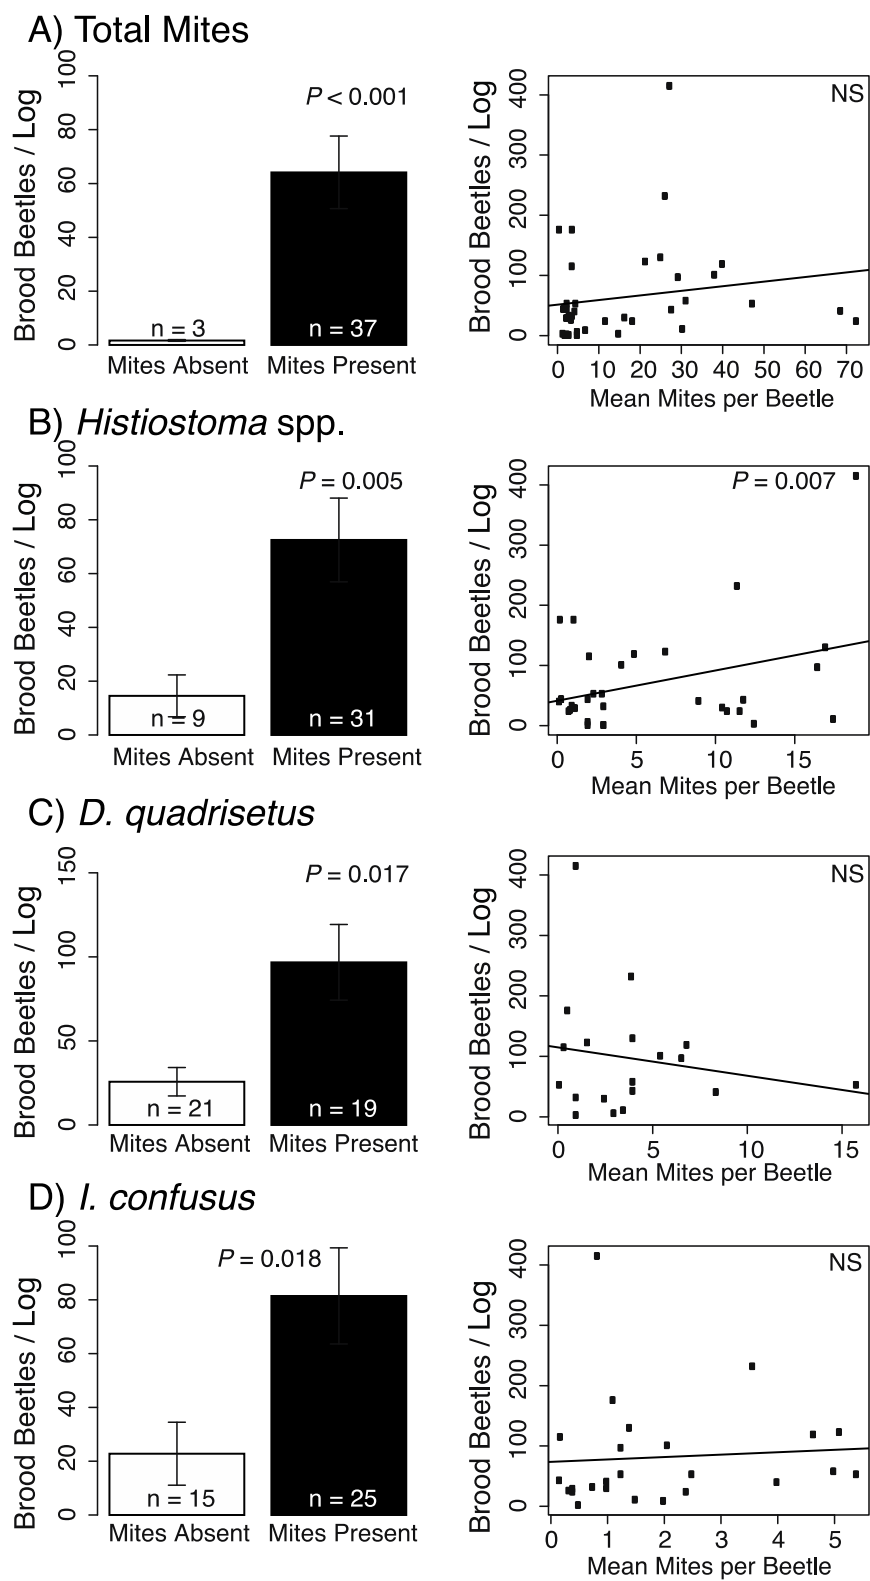 A) Total Mites
Brood Beetles / Log
0 20 40 60 80 100
P < 0.001
n = 3
n = 37
Mites Absent Mites Present
Brood Beetles / Log
0 100 200 300 400
NS
0 10 20 30 40 50 60 70
Mean Mites per Beetle
B) Histiostoma spp.
Brood Beetles / Log
0 20 40 60 80 100
P = 0.005
n = 9
n = 31
Mites Absent Mites Present
Brood Beetles / Log
0 100 200 300 400
P = 0.007
0 5 10 15
Mean Mites per Beetle
C) D. quadrisetus
Brood Beetles / Log
0 50 100 150
P = 0.017
n = 21
n = 19
Mites Absent Mites Present
Brood Beetles / Log
0 100 200 300 400
NS
0 5 10 15
Mean Mites per Beetle
D) I. confusus
Brood Beetles / Log
0 20 40 60 80 100
P = 0.018
n = 15
n = 25
Mites Absent Mites Present
Brood Beetles / Log
0 100 200 300 400
NS
0 1 2 3 4 5
Mean Mites per Beetle